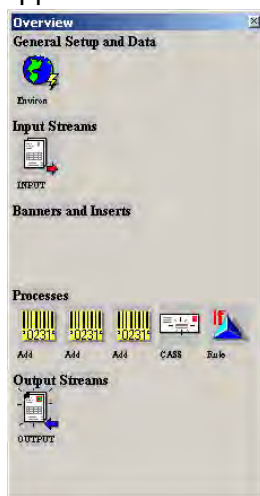 Overview
General Setup and Data
Environ
Input Streams
INPUT
Banners and Inserts
Processes
Add Add Add CASS Rule
Output Streams
OUTPUT